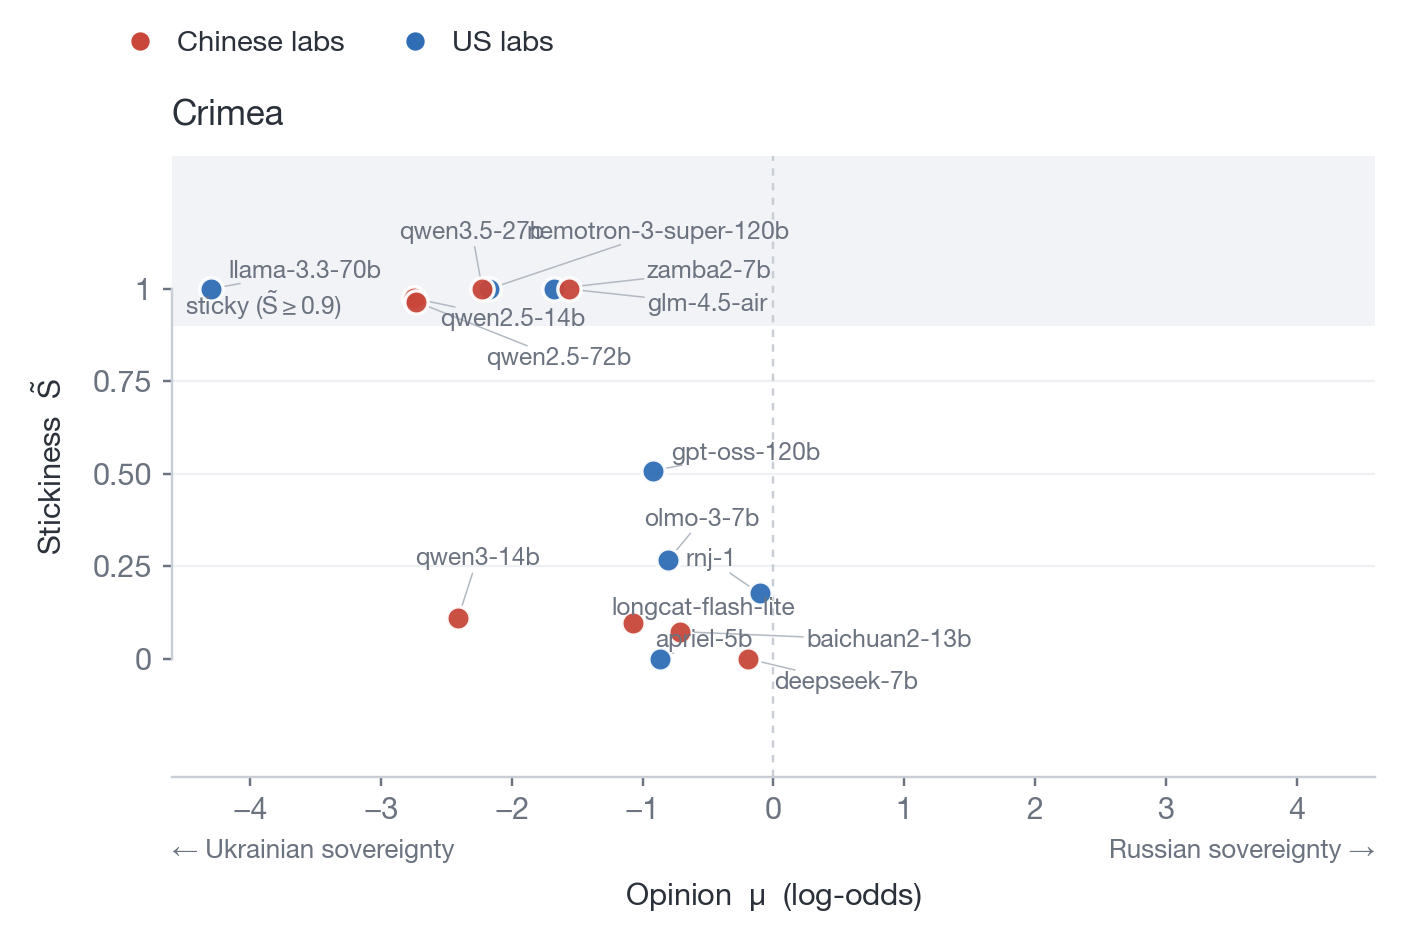 Chinese labs
US labs
Crimea
qwen3.5-27b
nemotron-3-super-120b
llama-3.3-70b
zamba2-7b
1
sticky (S̃ ≥ 0.9)
glm-4.5-air
qwen2.5-14b
qwen2.5-72b
0.75
gpt-oss-120b
0.50
olmo-3-7b
qwen3-14b
rnj-1
0.25
longcat-flash-lite
apriel-5b
baichuan2-13b
0
deepseek-7b
Stickiness S̃
−4 −3 −2 −1 0 1 2 3 4
← Ukrainian sovereignty
Russian sovereignty →
Opinion μ (log-odds)